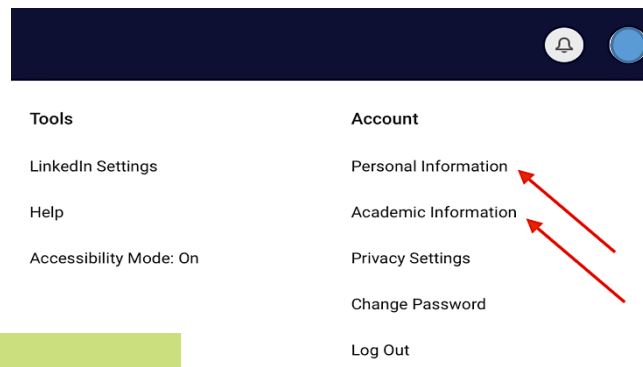 Tools
LinkedIn Settings
Help
Accessibility Mode: On
Account
Personal Information
Academic Information
Privacy Settings
Change Password
Log Out